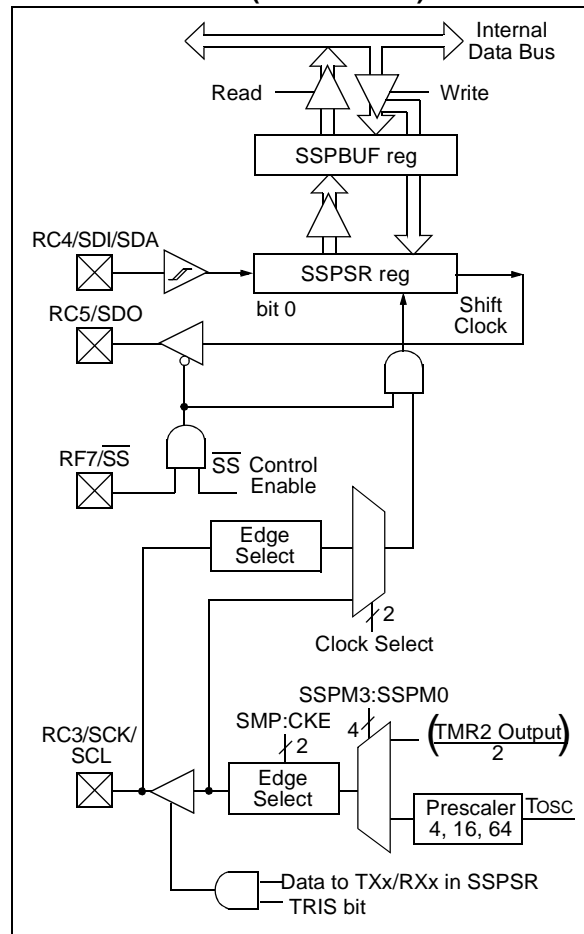 Internal
Data Bus
Read
Write
SSPBUF reg
RC4/SDI/SDA
SSPSR reg
bit 0
Shift
Clock
RC5/SDO
RF7/S̅S̅
S̅S̅ Control
Enable
Edge
Select
2
Clock Select
SSPM3:SSPM0
SMP:CKE
4
(TMR2 Output)
2
RC3/SCK/
SCL
2
Edge
Select
Prescaler
4, 16, 64
TOSC
Data to TXx/RXx in SSPSR
TRIS bit